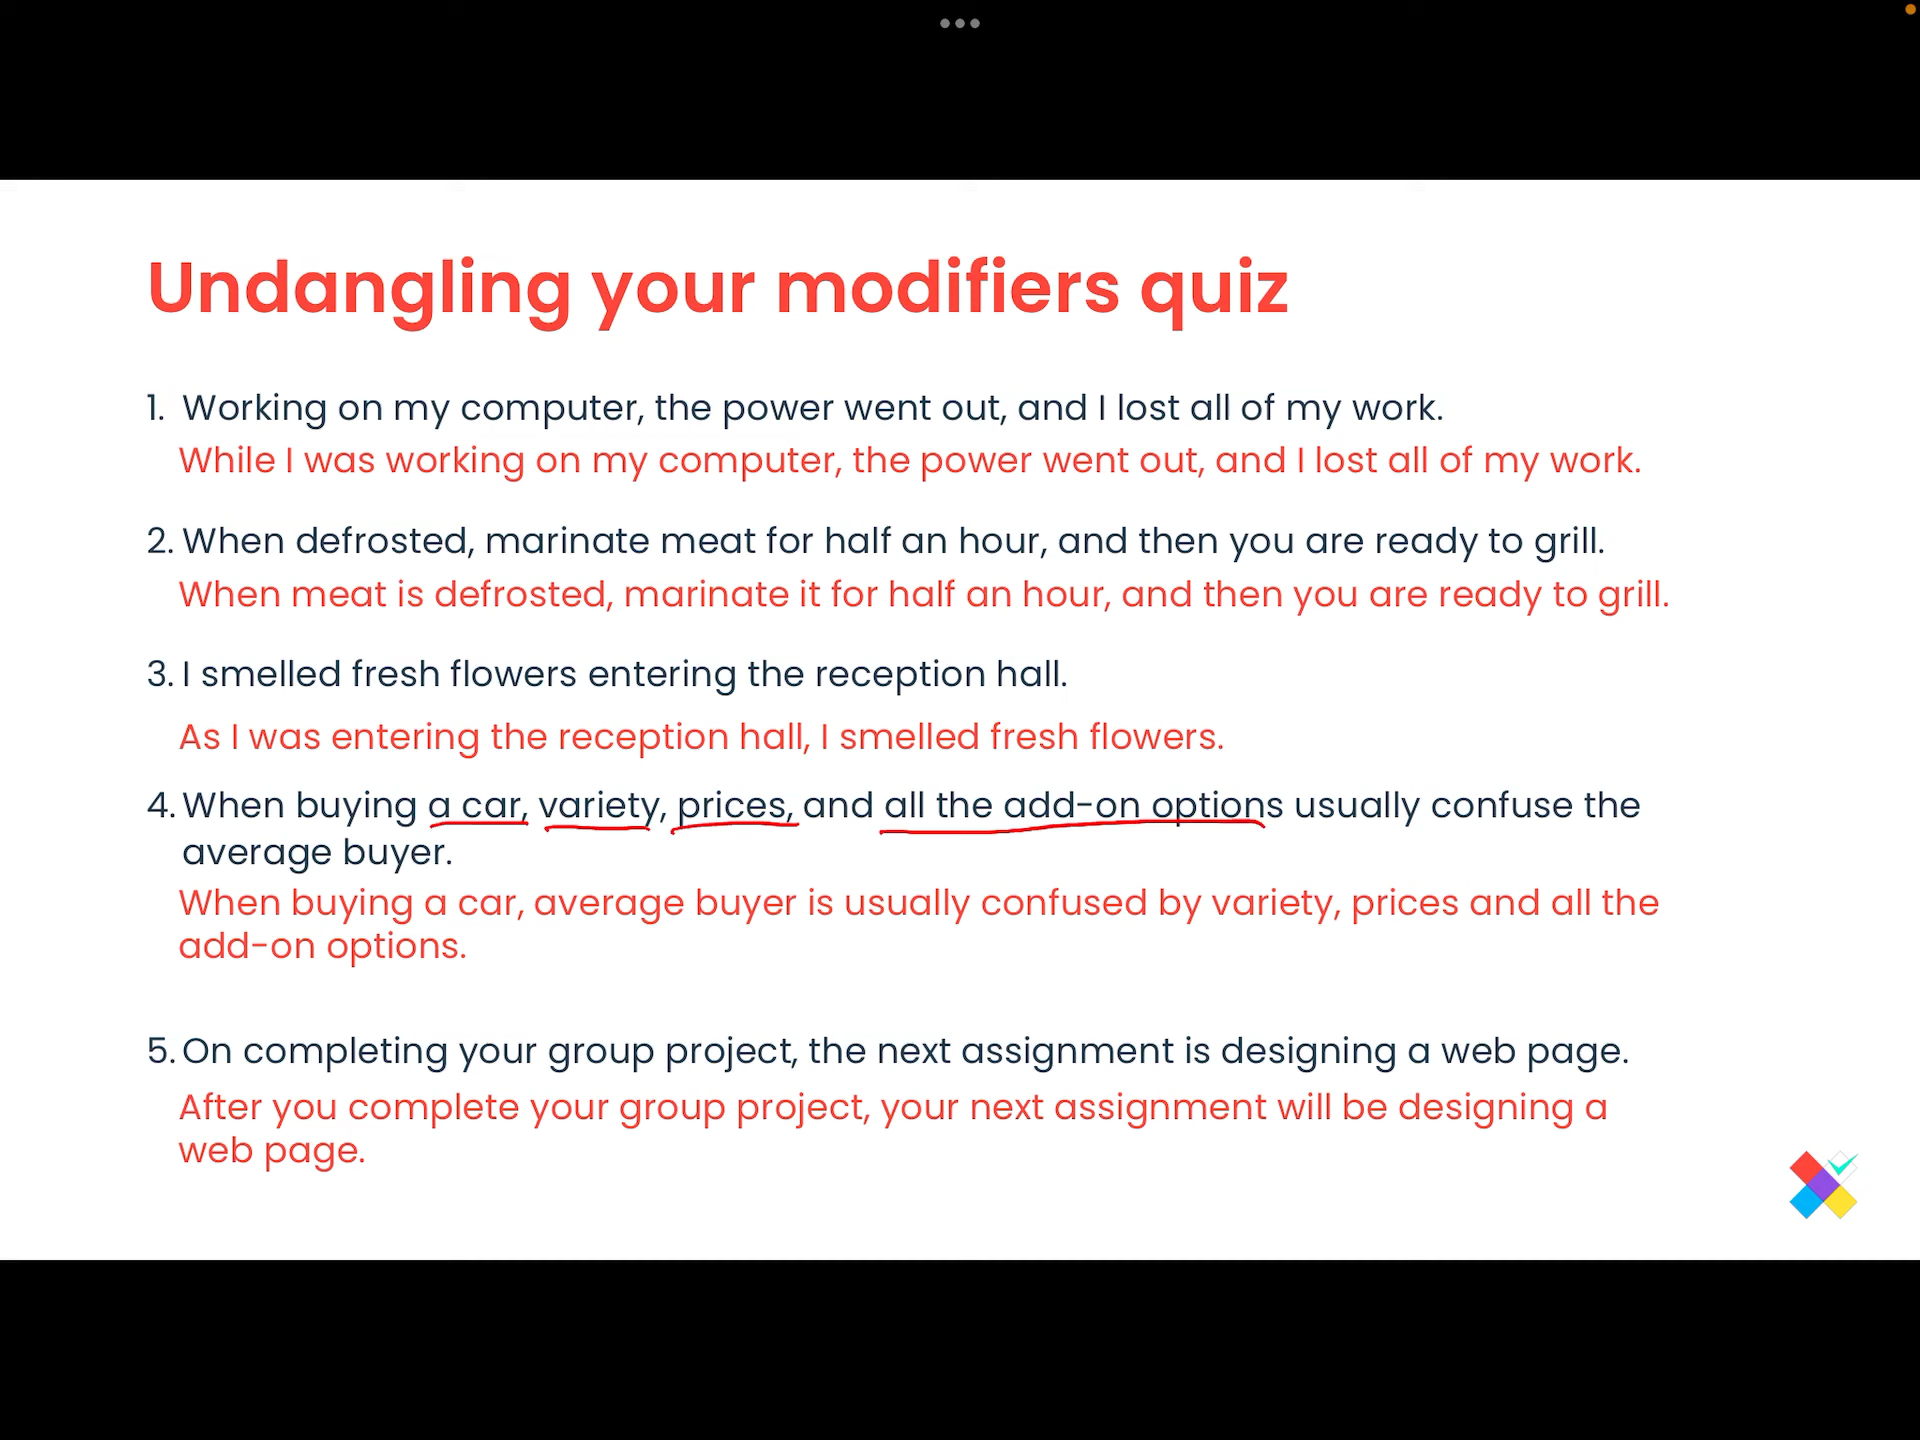 Undangling your modifiers quiz
1. Working on my computer, the power went out, and I lost all of my work.
While I was working on my computer, the power went out, and I lost all of my work.
2. When defrosted, marinate meat for half an hour, and then you are ready to grill.
When meat is defrosted, marinate it for half an hour, and then you are ready to grill.
3. I smelled fresh flowers entering the reception hall.
As I was entering the reception hall, I smelled fresh flowers.
4. When buying a car, variety, prices, and all the add-on options usually confuse the
average buyer.
When buying a car, average buyer is usually confused by variety, prices and all the
add-on options.
5. On completing your group project, the next assignment is designing a web page.
After you complete your group project, your next assignment will be designing a
web page.